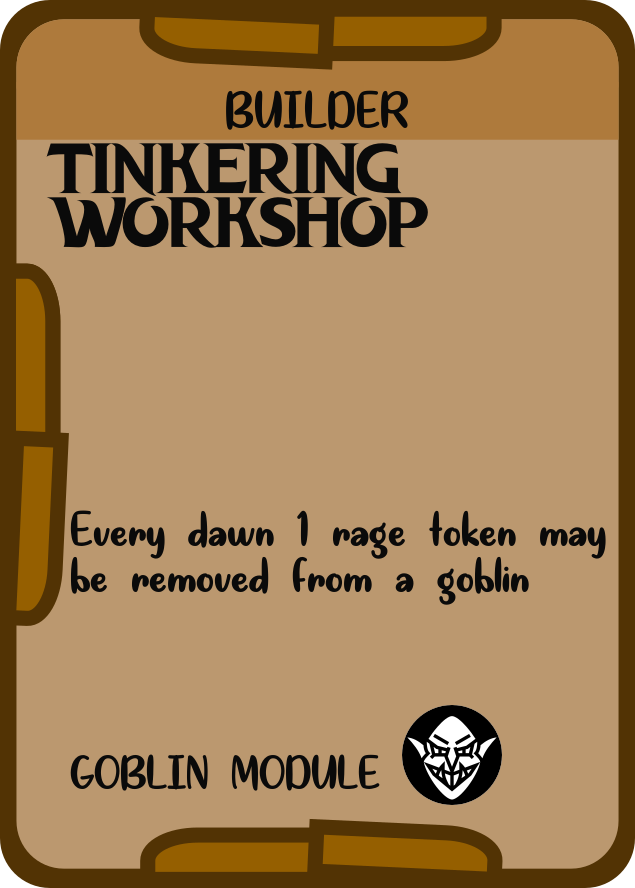 BUILDER
TINKERING
WORKSHOP
Every dawn 1 rage token may
be removed from a goblin
GOBLIN MODULE